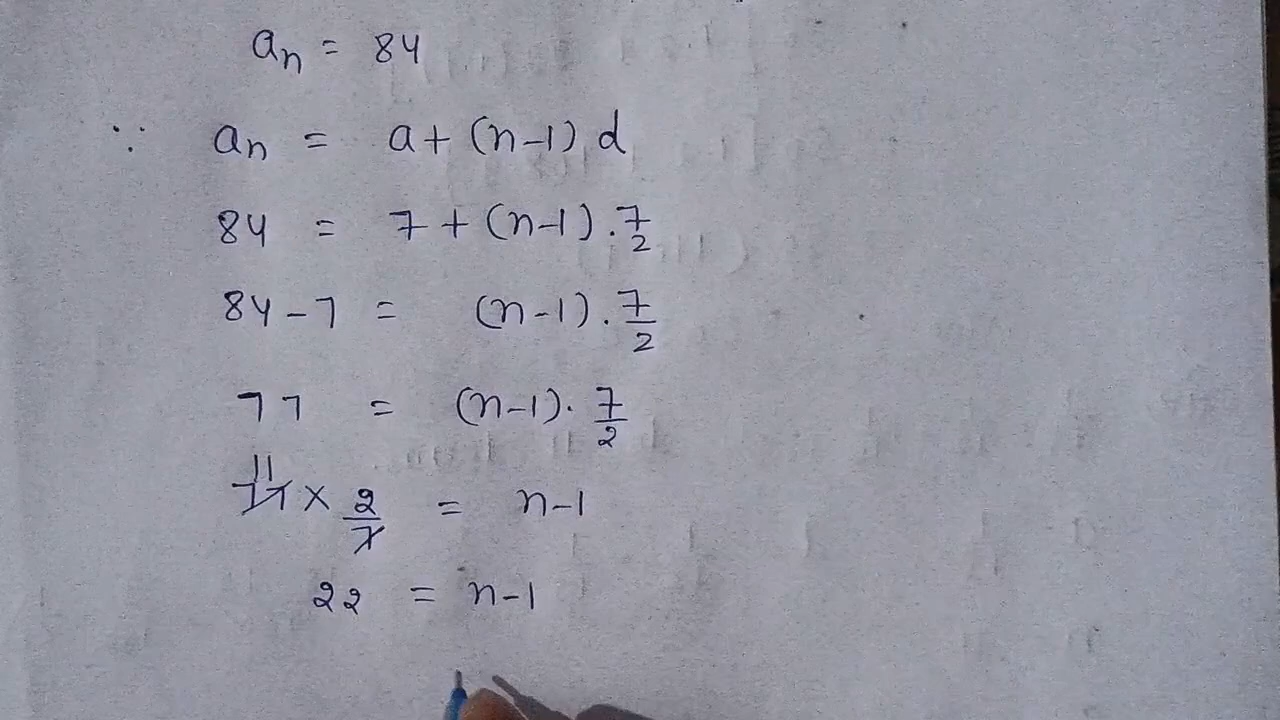 an = 84
∵ an = a + (n-1) d
84 = 7 + (n-1) . 7/2
84 - 7 = (n-1) . 7/2
77 = (n-1) . 7/2
11
77 × 2/7 = n-1
22 = n-1